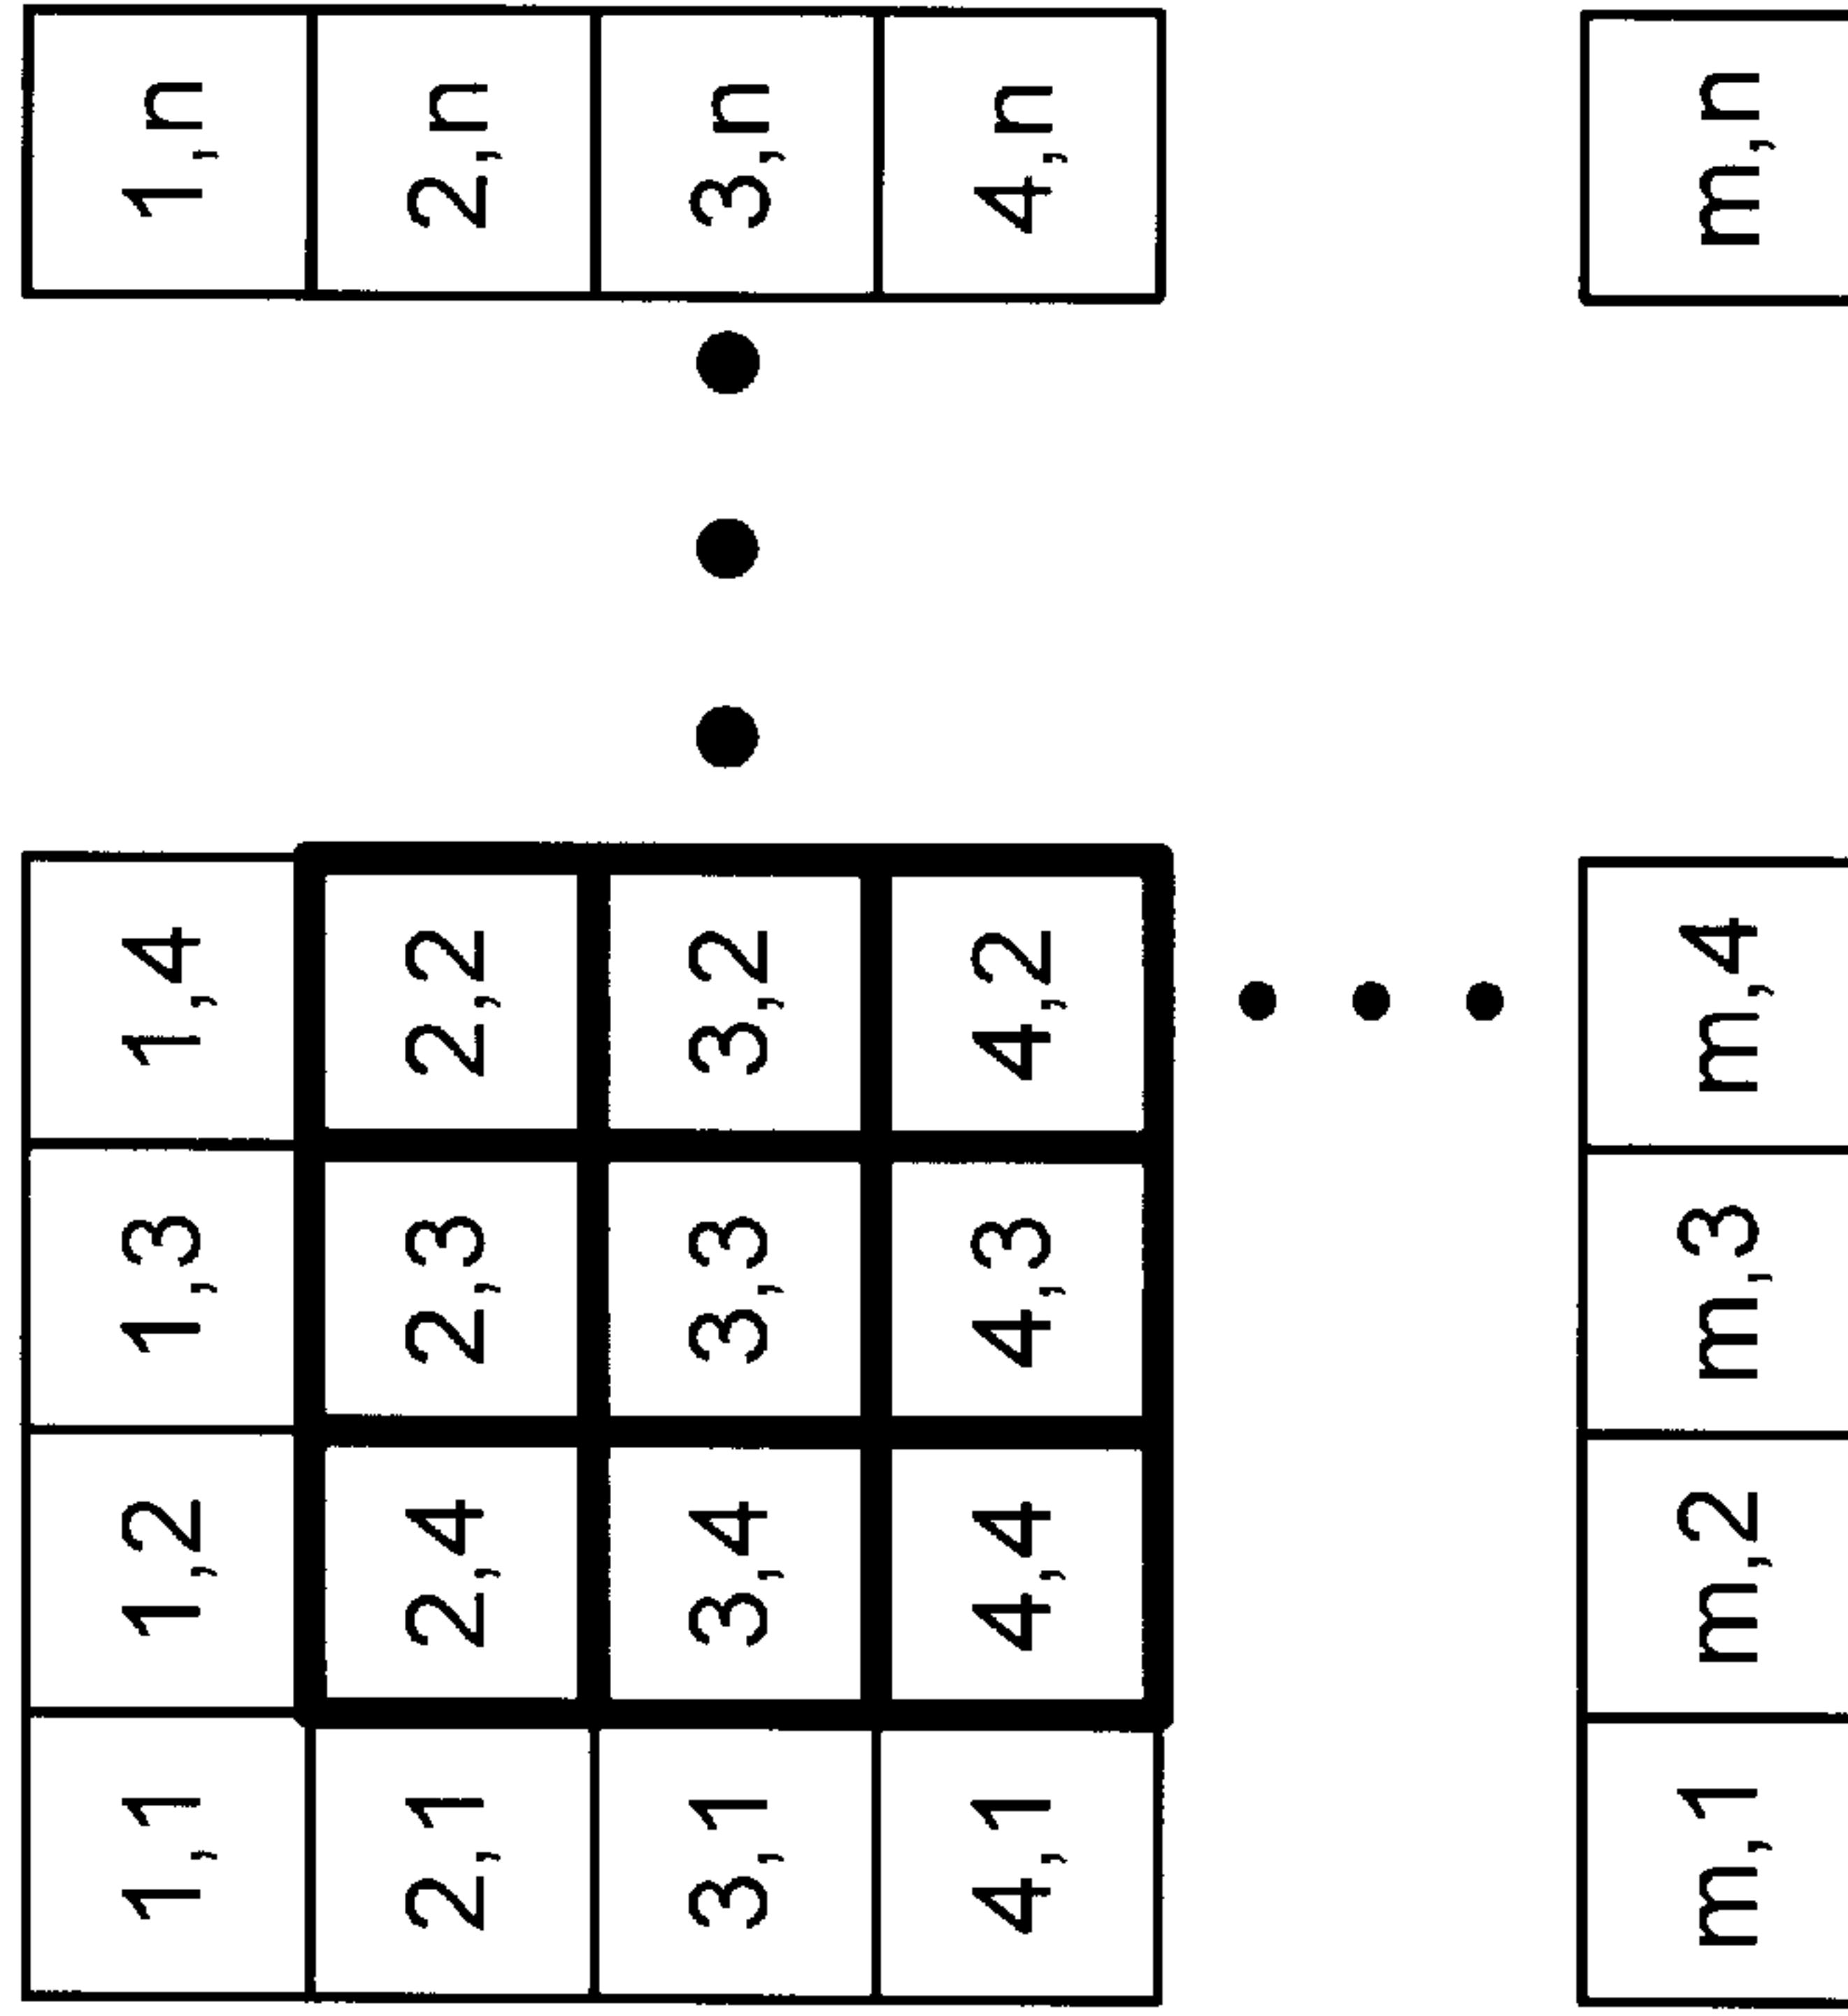 1,1 1,2 1,3 1,4 1,n
2,1 2,4 2,3 2,2 2,n
3,1 3,4 3,3 3,2 3,n
4,1 4,4 4,3 4,2 4,n
m,1 m,2 m,3 m,4 m,n